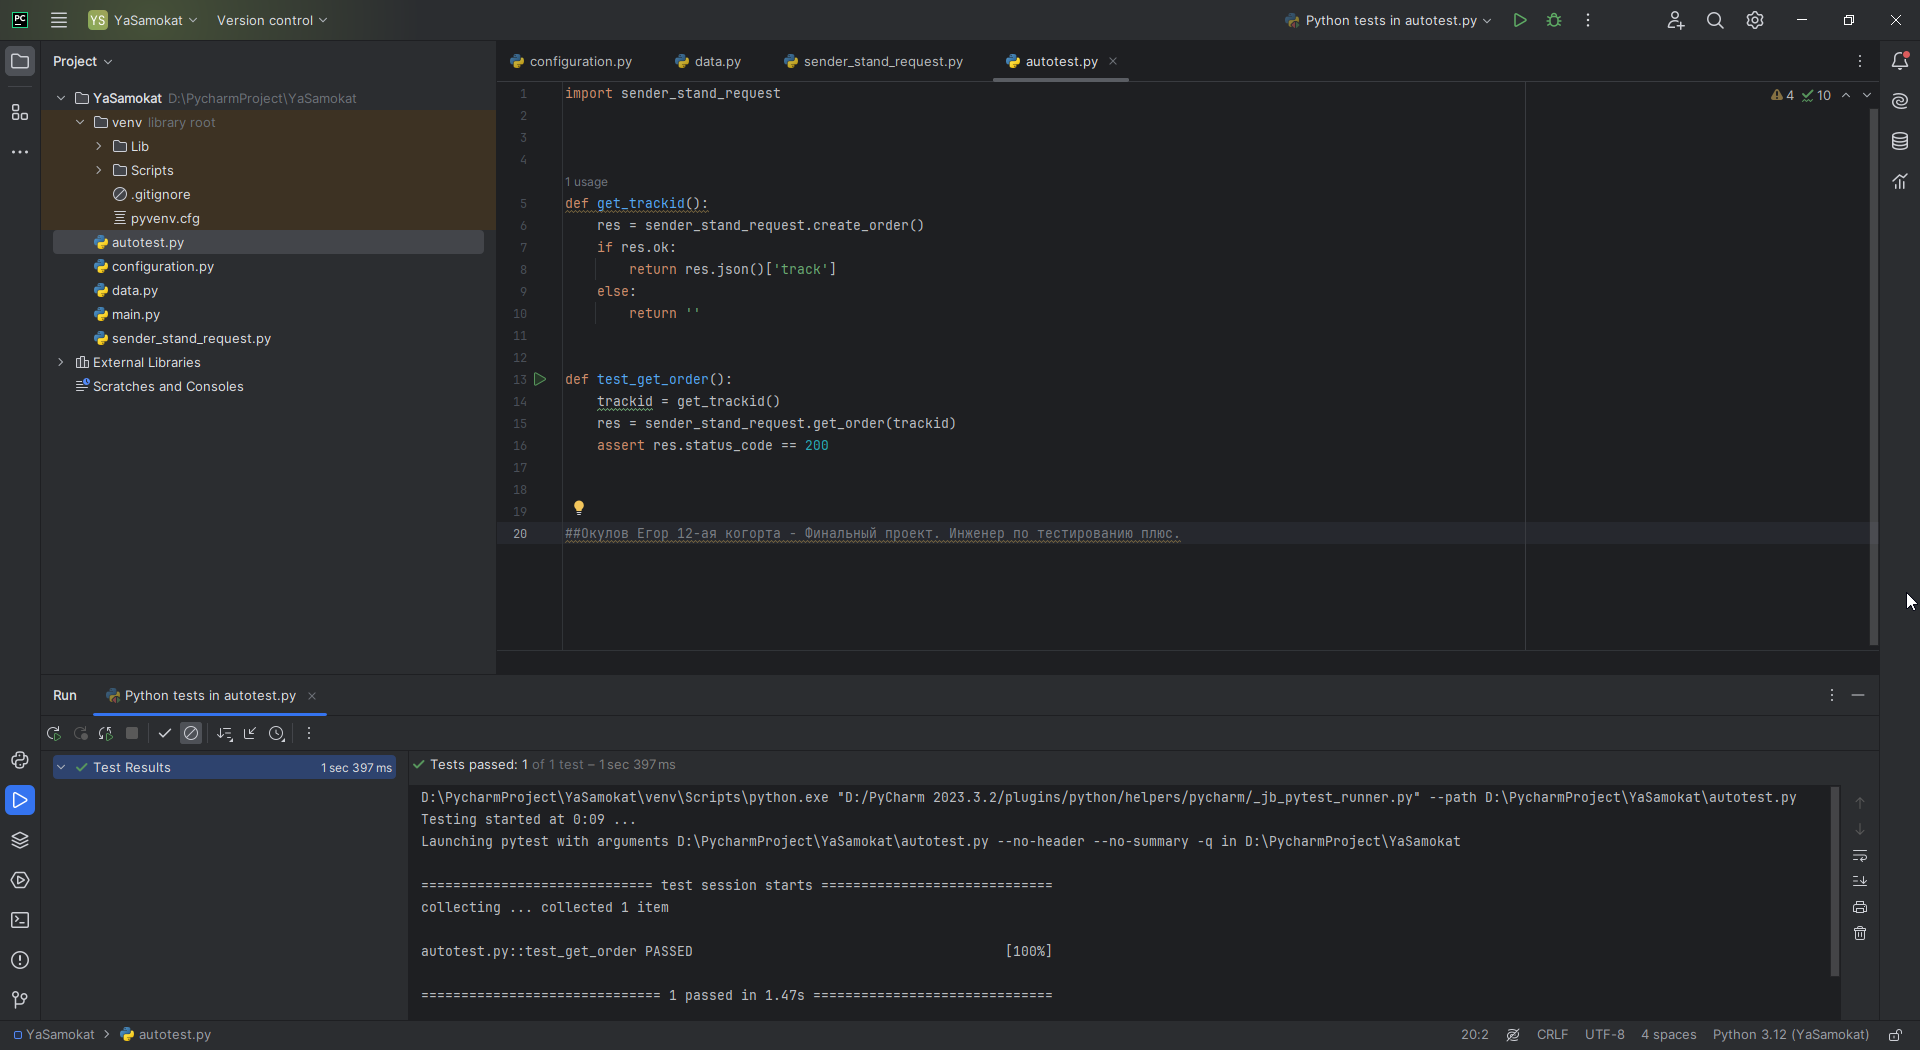 PC
YS YaSamokat
Version control
Python tests in autotest.py
Project
YaSamokat D:\PycharmProject\YaSamokat
venv library root
Lib
Scripts
.gitignore
pyvenv.cfg
autotest.py
configuration.py
data.py
main.py
sender_stand_request.py
External Libraries
Scratches and Consoles
configuration.py
data.py
sender_stand_request.py
autotest.py
4 10
1 import sender_stand_request
2
3
4
1 usage
5 def get_trackid():
6 res = sender_stand_request.create_order()
7 if res.ok:
8 return res.json()['track']
9 else:
10 return ''
11
12
13 def test_get_order():
14 trackid = get_trackid()
15 res = sender_stand_request.get_order(trackid)
16 assert res.status_code == 200
17
18
19
20 ##Окулов Егор 12-ая когорта - Финальный проект. Инженер по тестированию плюс.
Run
Python tests in autotest.py
Test Results 1 sec 397 ms
Tests passed: 1 of 1 test – 1 sec 397 ms
D:\PycharmProject\YaSamokat\venv\Scripts\python.exe "D:/PyCharm 2023.3.2/plugins/python/helpers/pycharm/_jb_pytest_runner.py" --path D:\PycharmProject\YaSamokat\autotest.py
Testing started at 0:09 ...
Launching pytest with arguments D:\PycharmProject\YaSamokat\autotest.py --no-header --no-summary -q in D:\PycharmProject\YaSamokat
============================= test session starts =============================
collecting ... collected 1 item
autotest.py::test_get_order PASSED [100%]
============================== 1 passed in 1.47s ==============================
YaSamokat
autotest.py
20:2
CRLF
UTF-8
4 spaces
Python 3.12 (YaSamokat)